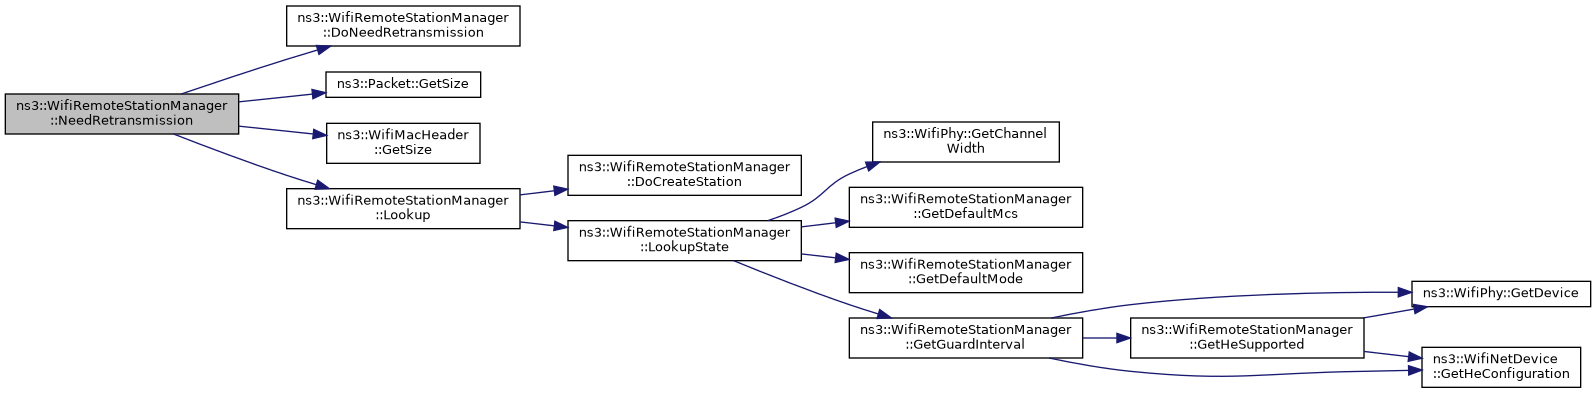 ns3::WifiRemoteStationManager
::NeedRetransmission
ns3::WifiRemoteStationManager
::DoNeedRetransmission
ns3::Packet::GetSize
ns3::WifiMacHeader
::GetSize
ns3::WifiRemoteStationManager
::Lookup
ns3::WifiRemoteStationManager
::DoCreateStation
ns3::WifiRemoteStationManager
::LookupState
ns3::WifiPhy::GetChannel
Width
ns3::WifiRemoteStationManager
::GetDefaultMcs
ns3::WifiRemoteStationManager
::GetDefaultMode
ns3::WifiRemoteStationManager
::GetGuardInterval
ns3::WifiRemoteStationManager
::GetHeSupported
ns3::WifiPhy::GetDevice
ns3::WifiNetDevice
::GetHeConfiguration